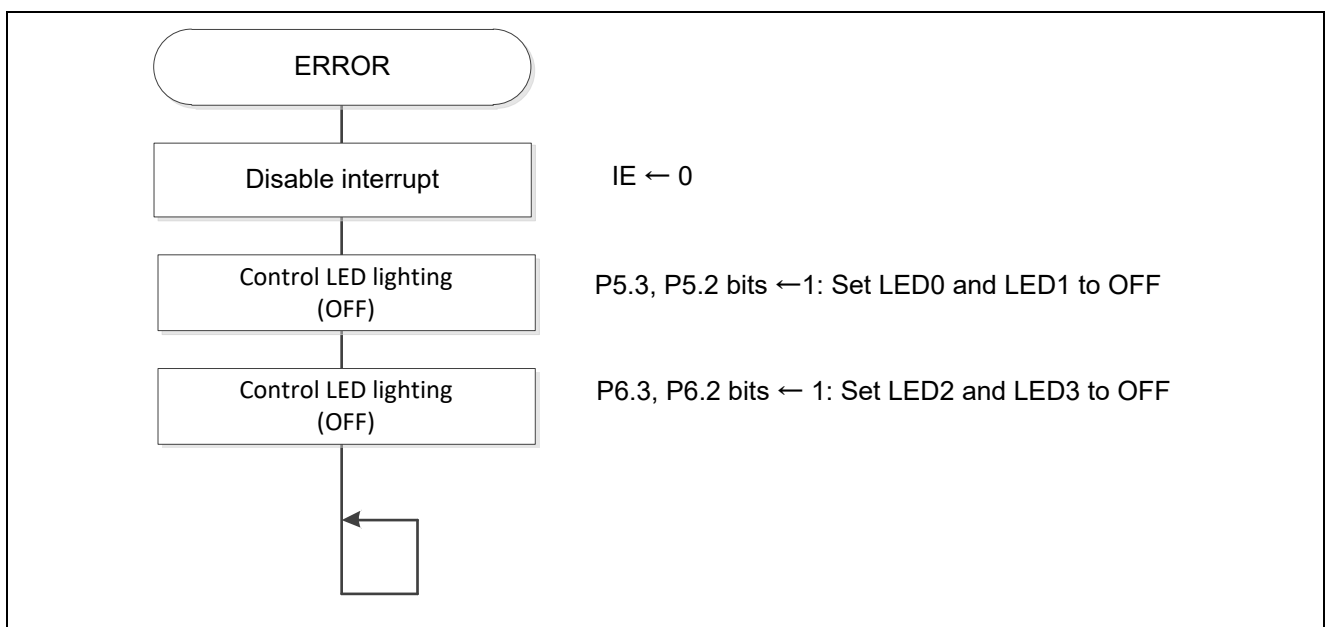 ERROR
Disable interrupt
IE ← 0
Control LED lighting
(OFF)
P5.3, P5.2 bits ←1: Set LED0 and LED1 to OFF
Control LED lighting
(OFF)
P6.3, P6.2 bits ← 1: Set LED2 and LED3 to OFF